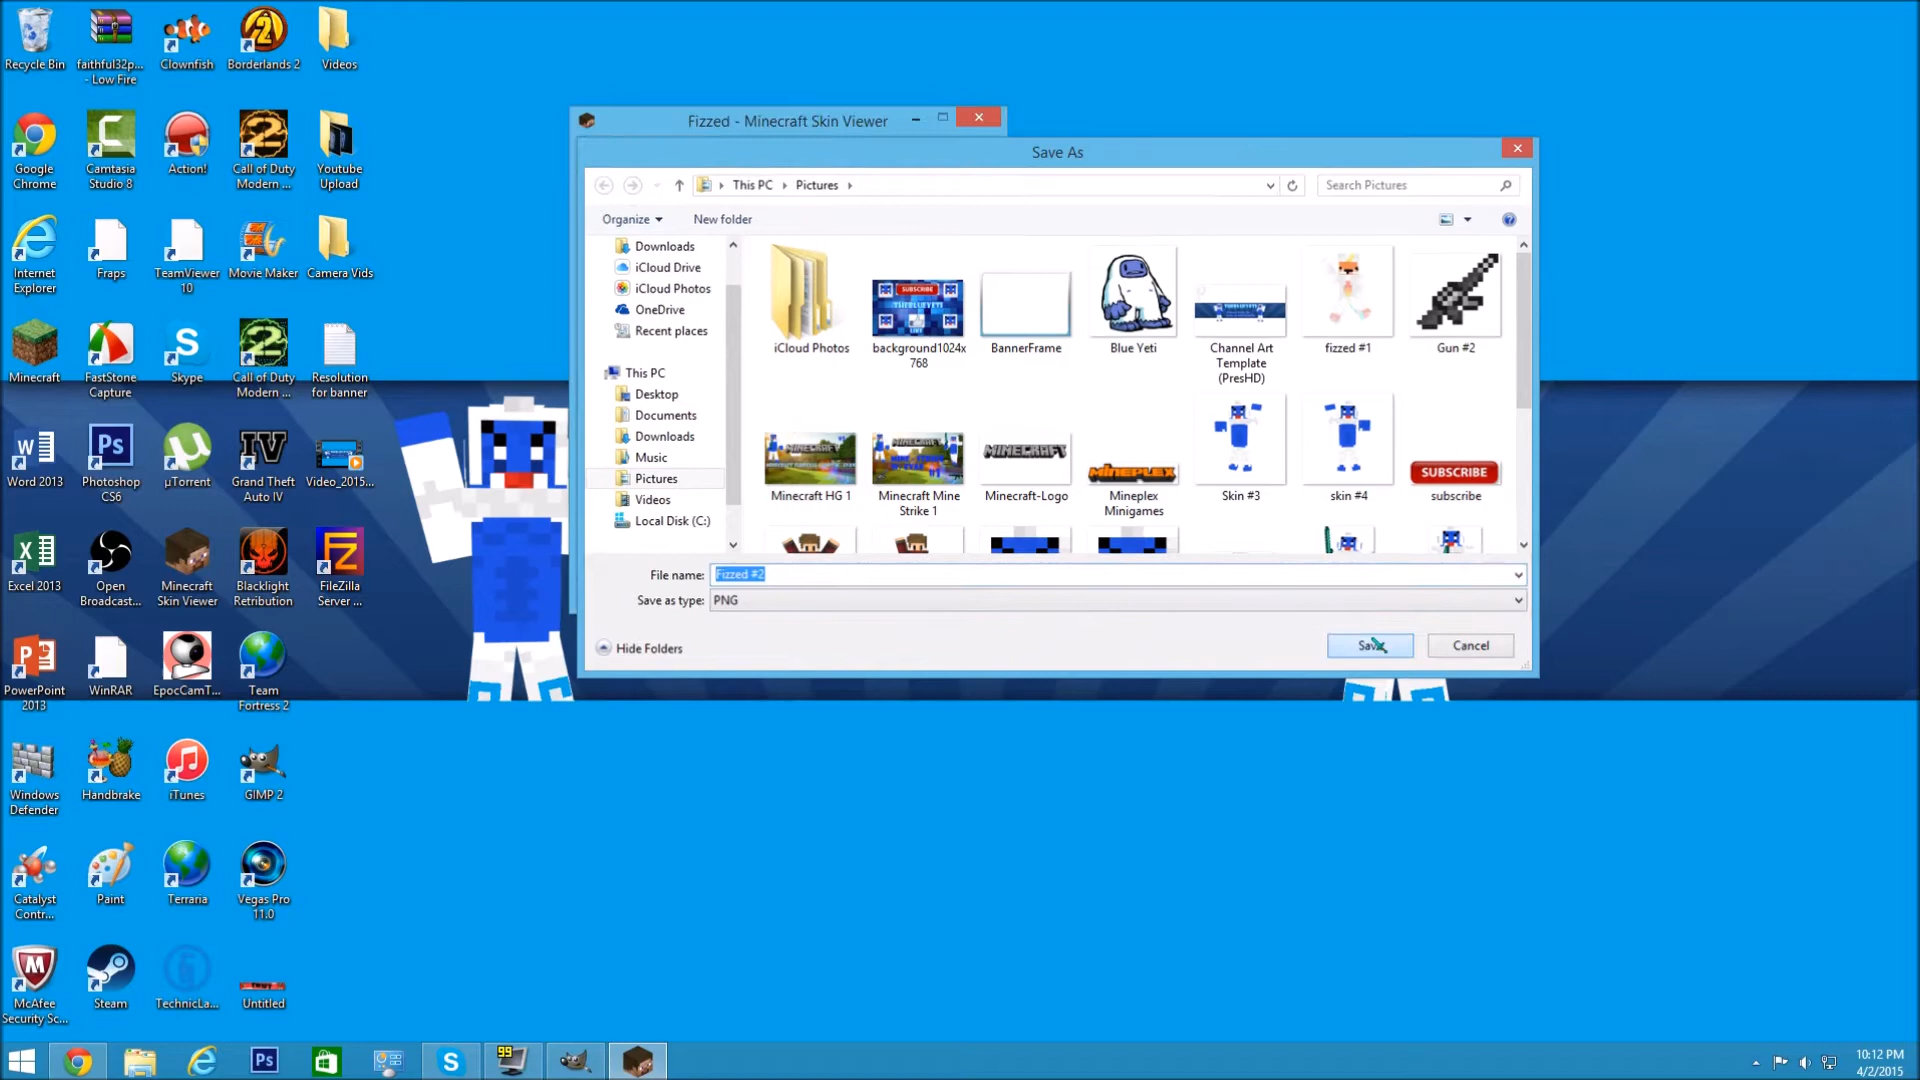 Recycle Bin
faithful32p...
- Low Fire
Clownfish
Borderlands 2
Videos
Google
Chrome
Camtasia
Studio 8
Action!
Call of Duty
Modern ...
Youtube
Upload
Internet
Explorer
Fraps
TeamViewer
10
Movie Maker
Camera Vids
Minecraft
FastStone
Capture
Skype
Call of Duty
Modern ...
Resolution
for banner
Word 2013
Photoshop
CS6
µTorrent
Grand Theft
Auto IV
Video_2015...
Excel 2013
Open
Broadcast...
Minecraft
Skin Viewer
Blacklight
Retribution
FileZilla
Server ...
PowerPoint
2013
WinRAR
EpocCamT...
Team
Fortress 2
Windows
Defender
Handbrake
iTunes
GIMP 2
Catalyst
Contr...
Paint
Terraria
Vegas Pro
11.0
McAfee
Security Sc...
Steam
TechnicLa...
Untitled
Fizzed - Minecraft Skin Viewer
Save As
This PC
Pictures
Search Pictures
Organize
New folder
Downloads
iCloud Drive
iCloud Photos
OneDrive
Recent places
This PC
Desktop
Documents
Downloads
Music
Pictures
Videos
Local Disk (C:)
SUBSCRIBE
iCloud Photos
background1024x
768
BannerFrame
Blue Yeti
Channel Art
Template
(PresHD)
fizzed #1
Gun #2
MINECRAFT
MINECRAFT
MINECRAFT
MINEPLEX
SUBSCRIBE
Minecraft HG 1
Minecraft Mine
Strike 1
Minecraft-Logo
Mineplex
Minigames
Skin #3
skin #4
subscribe
File name:
Fizzed #2
Save as type:
PNG
Hide Folders
Save
Cancel
99
10:12 PM
4/2/2015